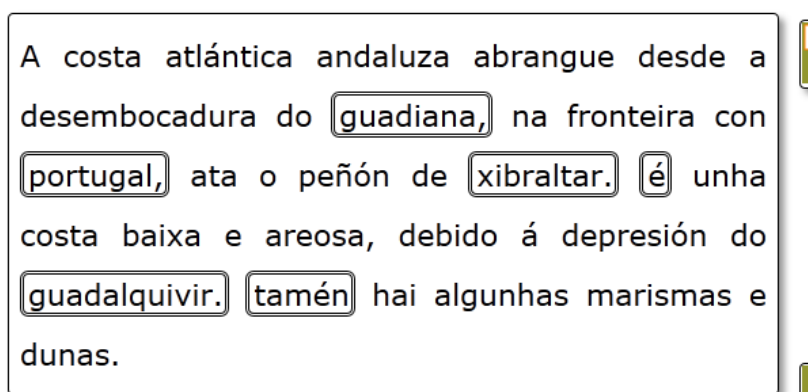 A costa atlántica andaluza abrangue desde a
desembocadura do guadiana, na fronteira con
portugal, ata o peñón de xibraltar. é unha
costa baixa e areosa, debido á depresión do
guadalquivir. tamén hai algunhas marismas e
dunas.